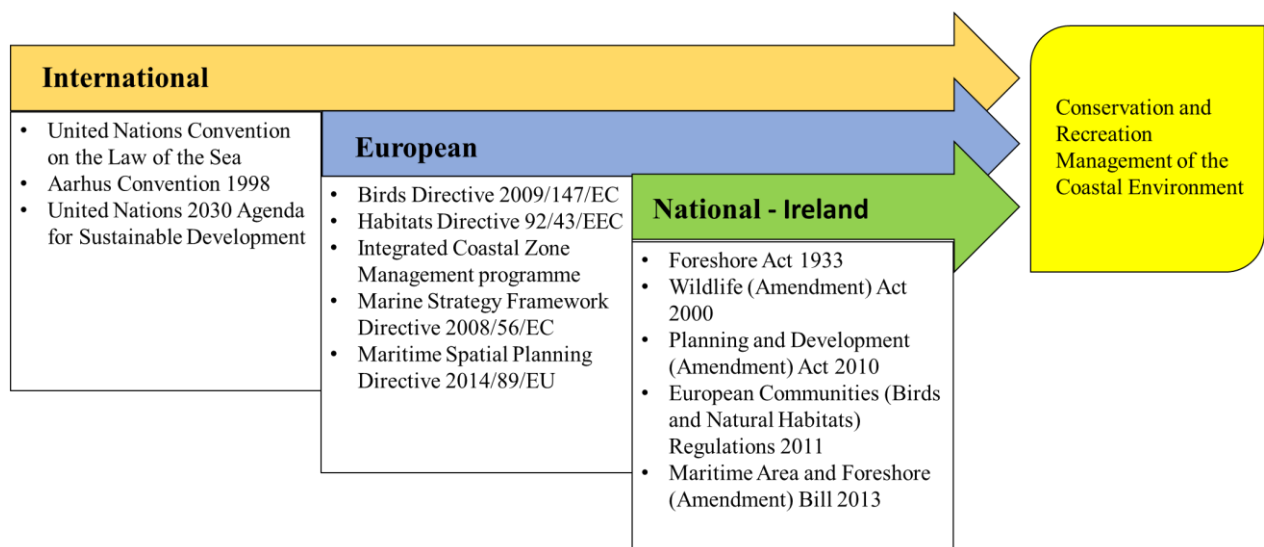 International
• United Nations Convention
on the Law of the Sea
• Aarhus Convention 1998
• United Nations 2030 Agenda
for Sustainable Development
European
• Birds Directive 2009/147/EC
• Habitats Directive 92/43/EEC
• Integrated Coastal Zone
Management programme
• Marine Strategy Framework
Directive 2008/56/EC
• Maritime Spatial Planning
Directive 2014/89/EU
National - Ireland
• Foreshore Act 1933
• Wildlife (Amendment) Act
2000
• Planning and Development
(Amendment) Act 2010
• European Communities (Birds
and Natural Habitats)
Regulations 2011
• Maritime Area and Foreshore
(Amendment) Bill 2013
Conservation and
Recreation
Management of the
Coastal Environment